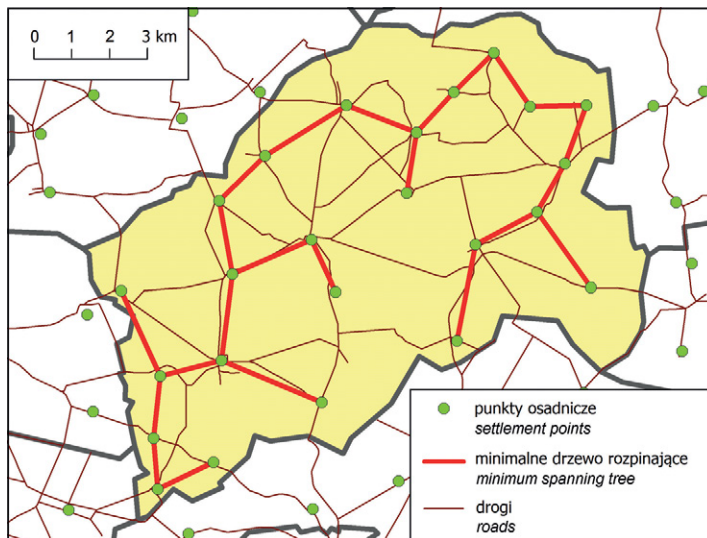 0 1 2 3 km
punkty osadnicze
settlement points
minimalne drzewo rozpinające
minimum spanning tree
drogi
roads